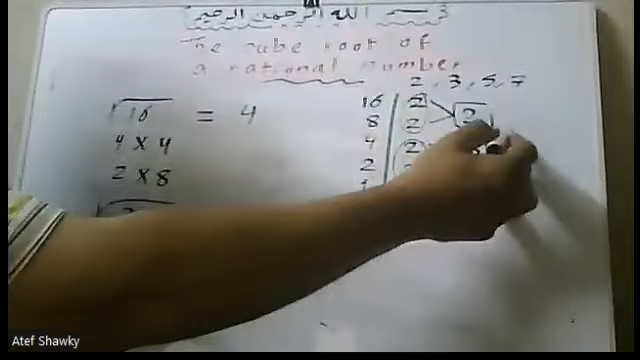 بسم الله الرحمن الرحيم
The cube root of
a rational number
2, 3, 5, 7
√16 = 4
4 x 4
2 x 8
16 | 2
8 | 2
4 | 2
2
1
2
Atef Shawky